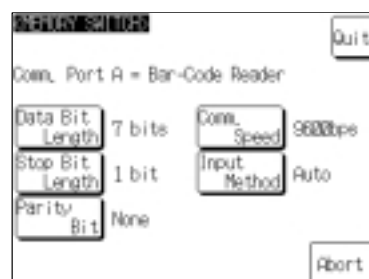 <MEMORY SWITCH>
Quit
Comm. Port A = Bar-Code Reader
Data Bit Length 7 bits
Comm. Speed 9600bps
Stop Bit Length 1 bit
Input Method Auto
Parity Bit None
Abort